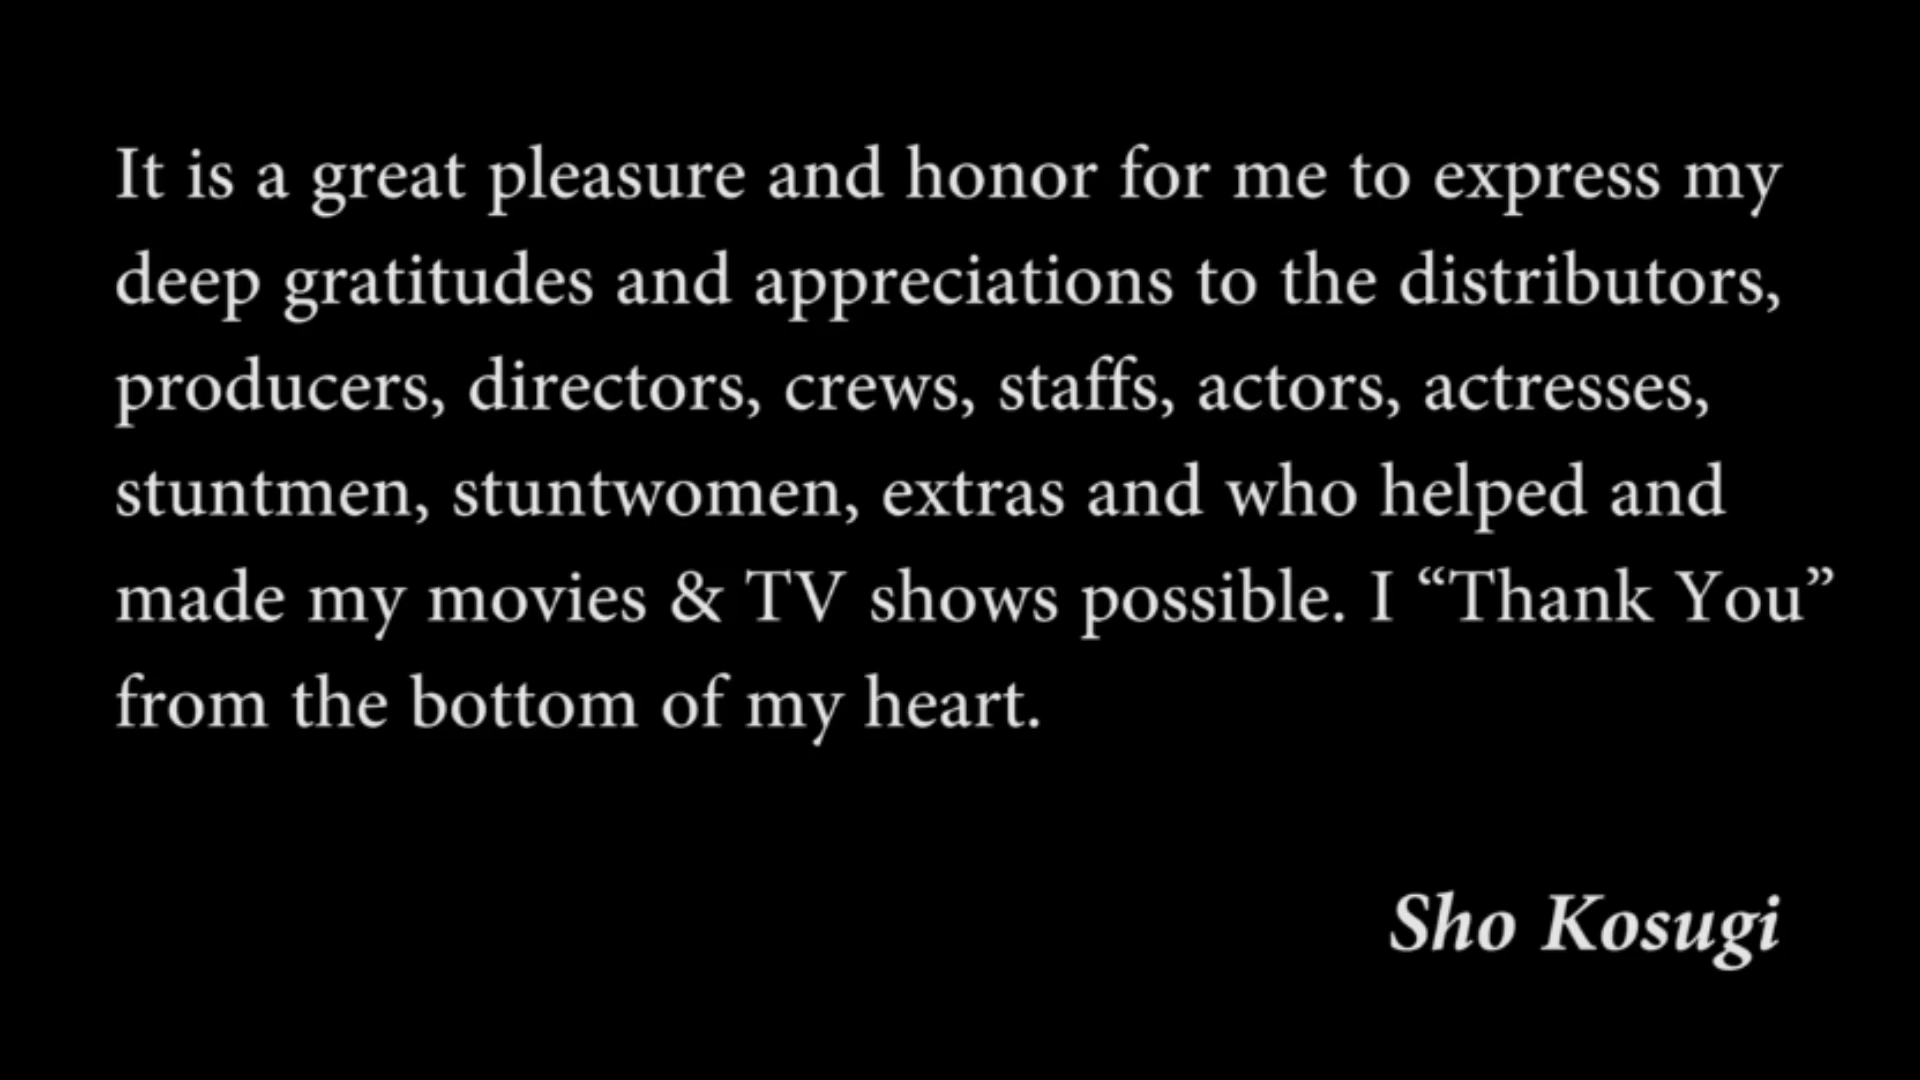 It is a great pleasure and honor for me to express my
deep gratitudes and appreciations to the distributors,
producers, directors, crews, staffs, actors, actresses,
stuntmen, stuntwomen, extras and who helped and
made my movies & TV shows possible. I “Thank You”
from the bottom of my heart.
Sho Kosugi